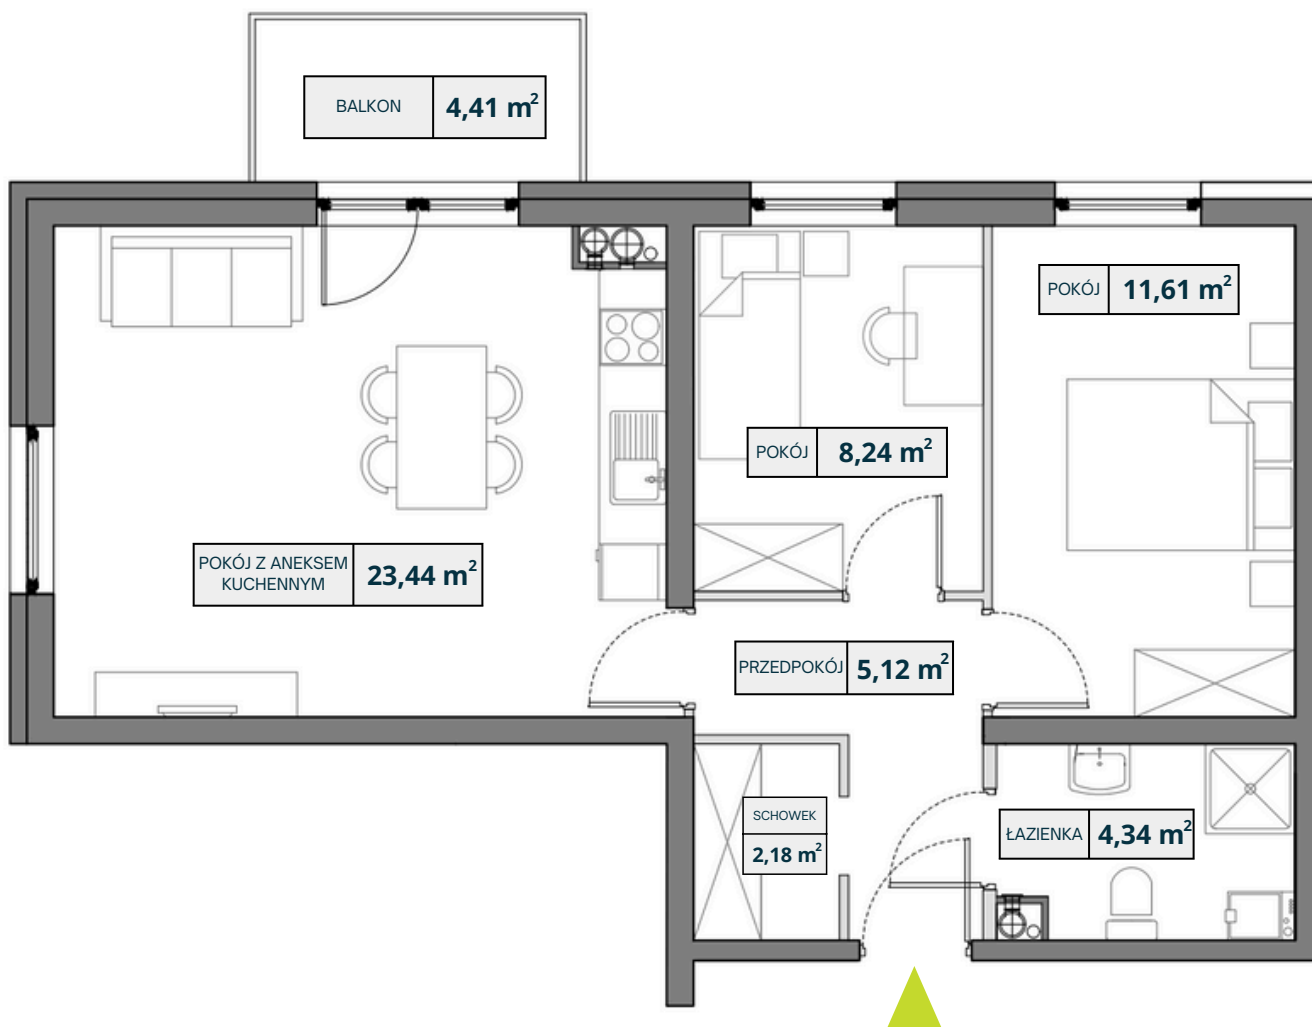 BALKON 4,41 m²
POKÓJ 11,61 m²
POKÓJ 8,24 m²
POKÓJ Z ANEKSEM
KUCHENNYM 23,44 m²
PRZEDPOKÓJ 5,12 m²
SCHOWEK
2,18 m²
ŁAZIENKA 4,34 m²